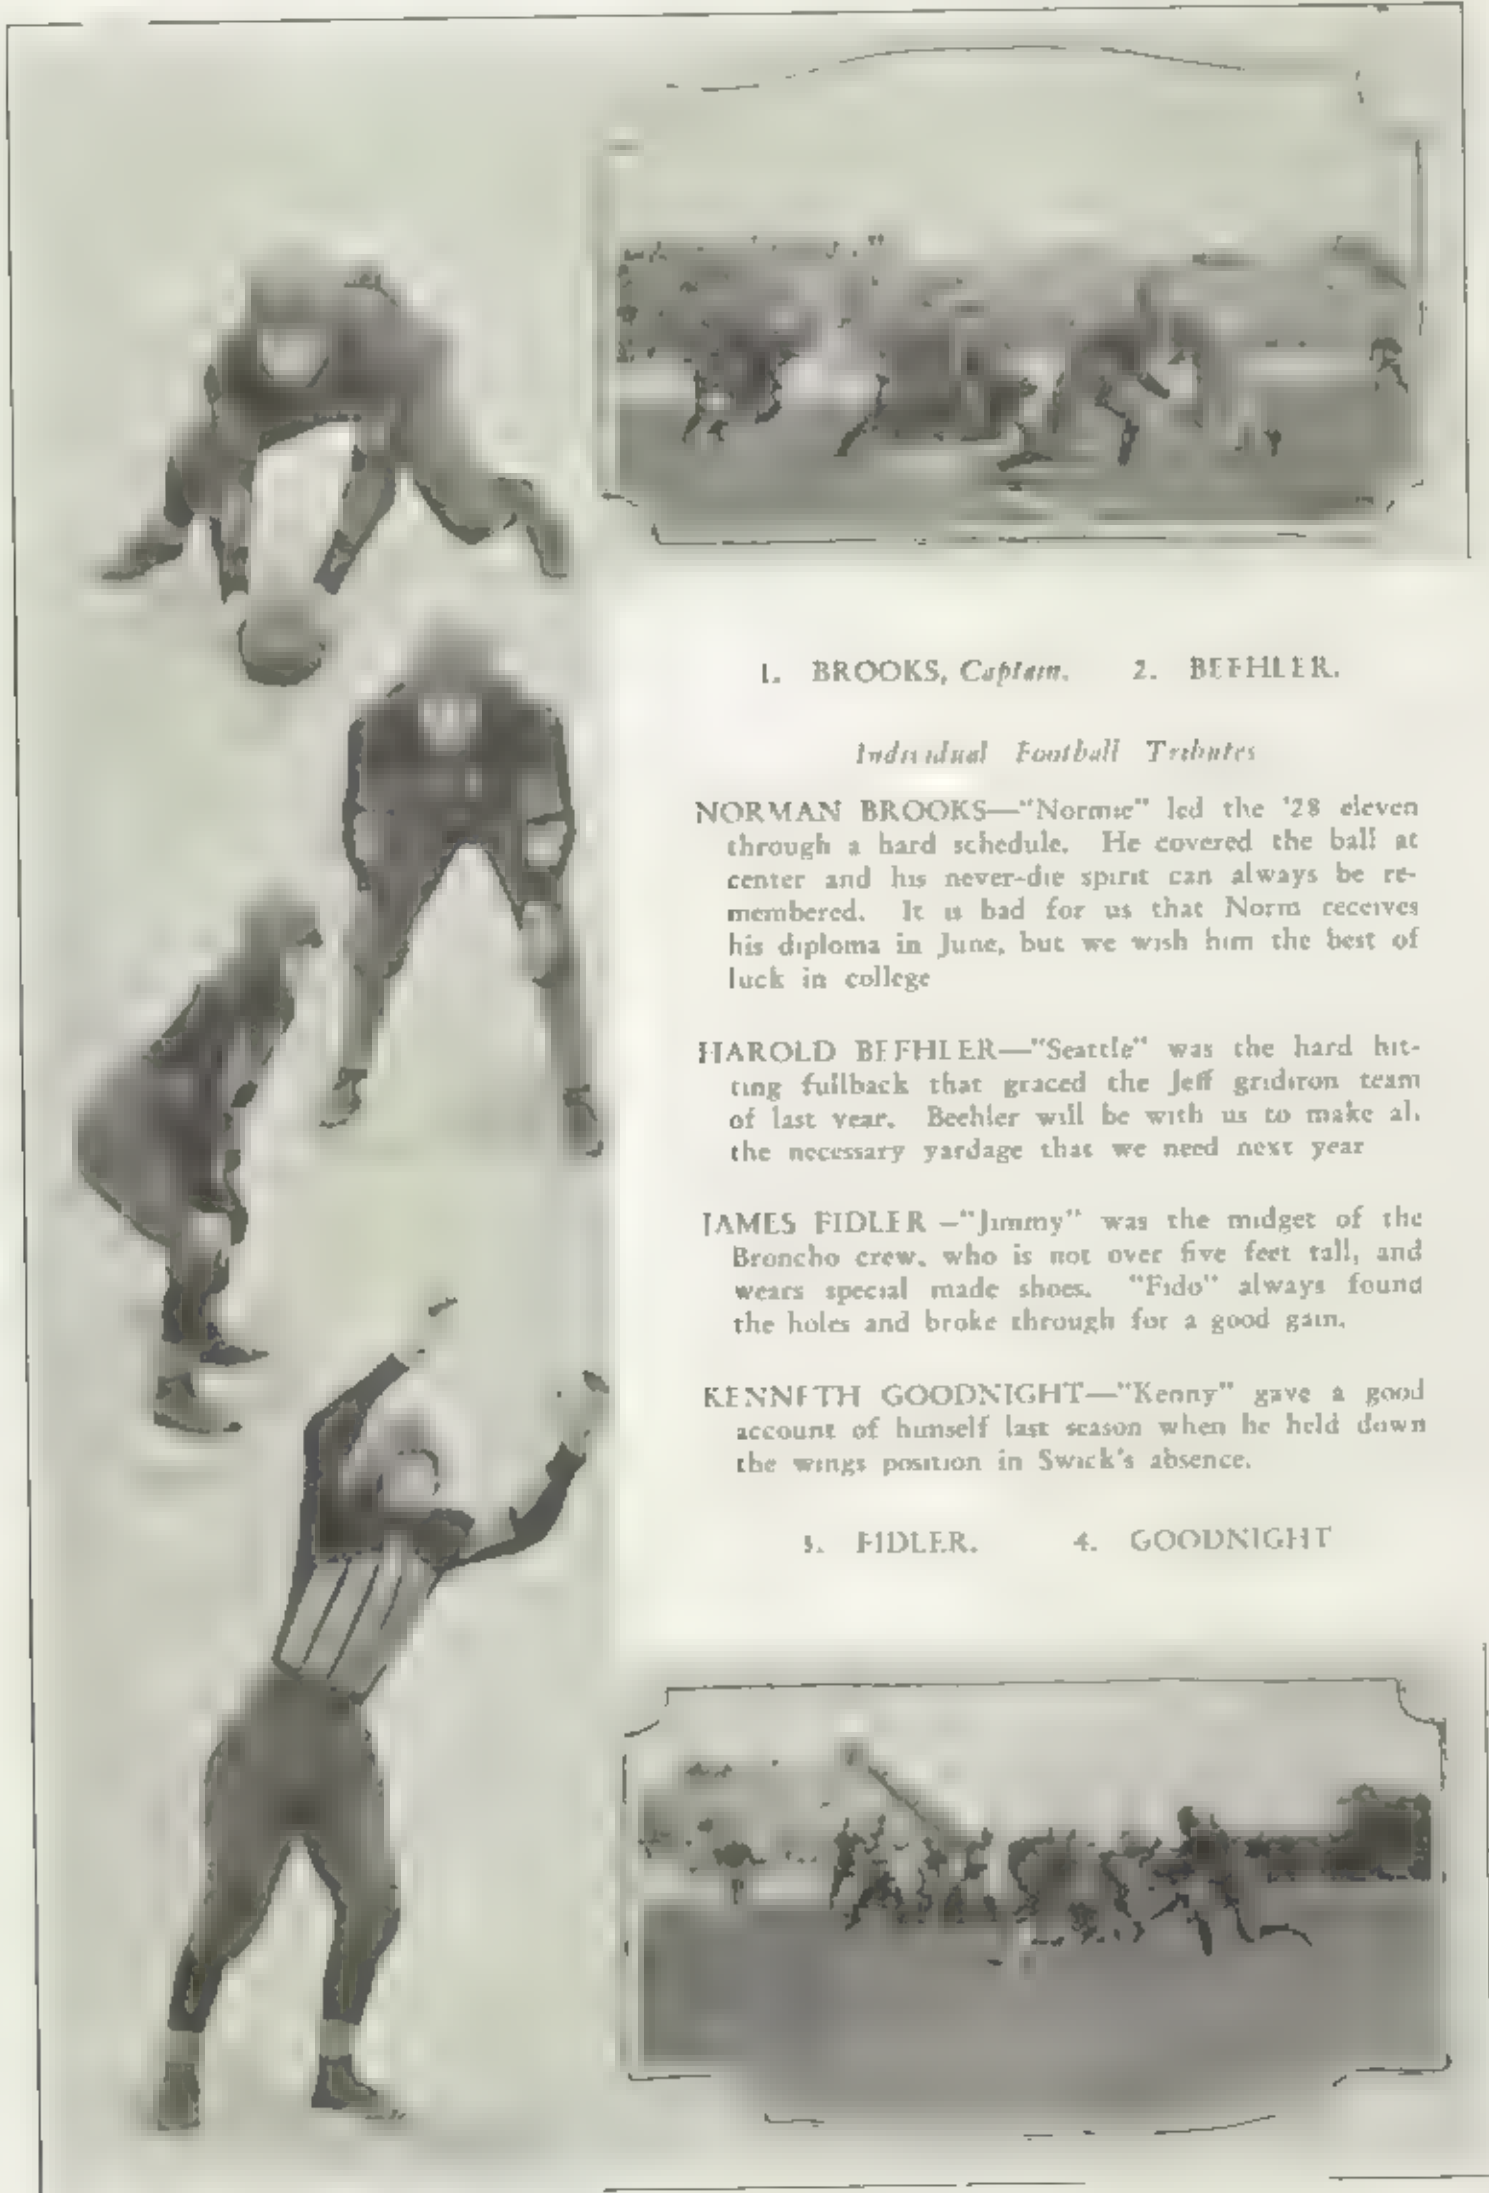 1. BROOKS, Captain. 2. BEEHLER.
Individual Football Tributes
NORMAN BROOKS—"Normie" led the '28 eleven
through a hard schedule. He covered the ball at
center and his never-die spirit can always be re-
membered. It is bad for us that Norm receives
his diploma in June, but we wish him the best of
luck in college
HAROLD BEEHLER—"Seattle" was the hard hit-
ting fullback that graced the Jeff gridiron team
of last year. Beehler will be with us to make all
the necessary yardage that we need next year
JAMES FIDLER—"Jimmy" was the midget of the
Broncho crew, who is not over five feet tall, and
wears special made shoes. "Fido" always found
the holes and broke through for a good gain.
KENNETH GOODNIGHT—"Kenny" gave a good
account of himself last season when he held down
the wings position in Swick's absence.
3. FIDLER. 4. GOODNIGHT